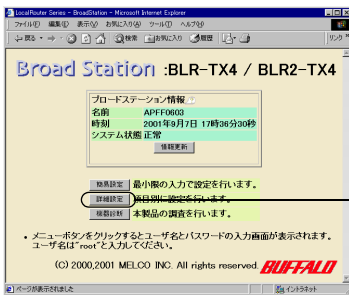 LocalRouter Series - BroadStation - Microsoft Internet Explorer
ファイル(F) 編集(E) 表示(V) お気に入り(A) ツール(T) ヘルプ(H)
戻る 検索 お気に入り 履歴 リンク
Broad Station :BLR-TX4 / BLR2-TX4
ブロードステーション情報
名前 APFF0603
時刻 2001年9月7日 17時36分30秒
システム状態 正常
情報更新
簡易設定 最小限の入力で設定を行います。
詳細設定 項目別に設定を行います。
機器診断 本製品の調査を行います。
• メニューボタンをクリックするとユーザ名とパスワードの入力画面が表示されます。
ユーザ名は"root"と入力してください。
(C) 2000,2001 MELCO INC. All rights reserved. BUFFALO
ページが表示されました イントラネット